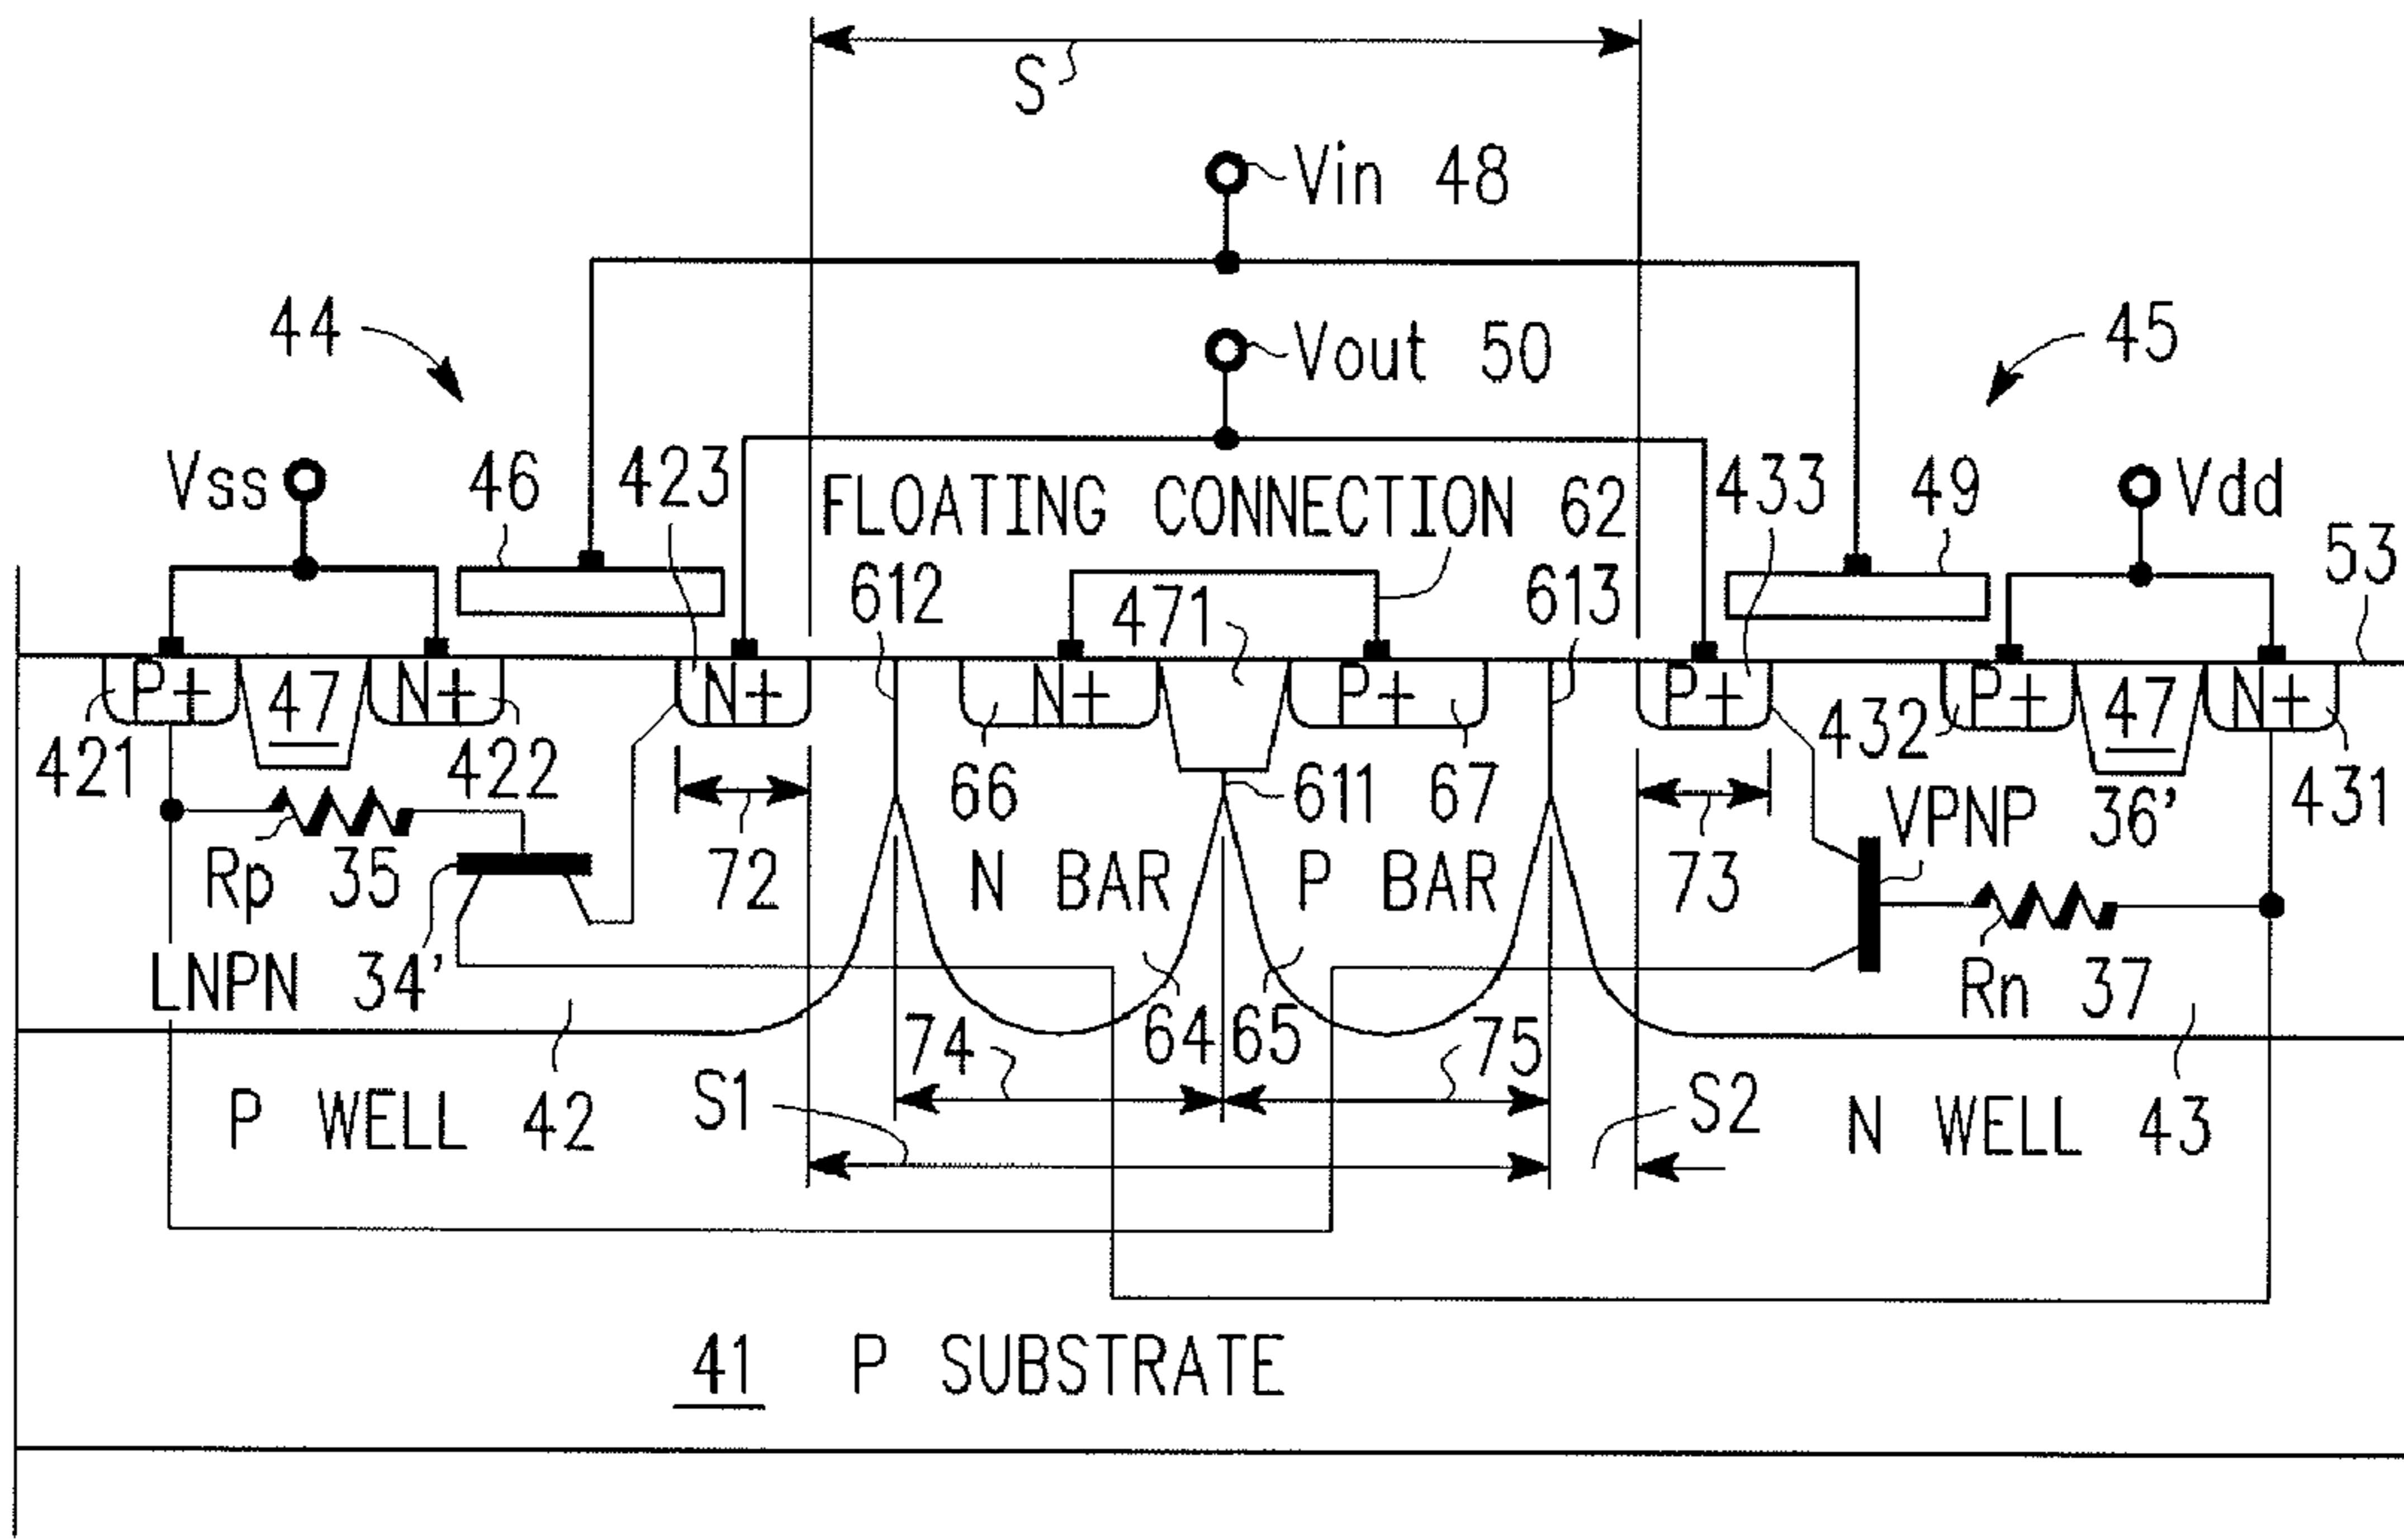 S
Vin 48
44
Vout 50
45
Vss
46
423
FLOATING CONNECTION 62
433
49
Vdd
53
612
471
613
P+
47
N+
N+
N+
P+
P+
P+
47
N+
421
422
66
611
67
432
431
Rp 35
72
N BAR
P BAR
73
VPNP 36'
LNPN 34'
Rn 37
74
64
65
75
P WELL 42
S1
S2
N WELL 43
41 P SUBSTRATE